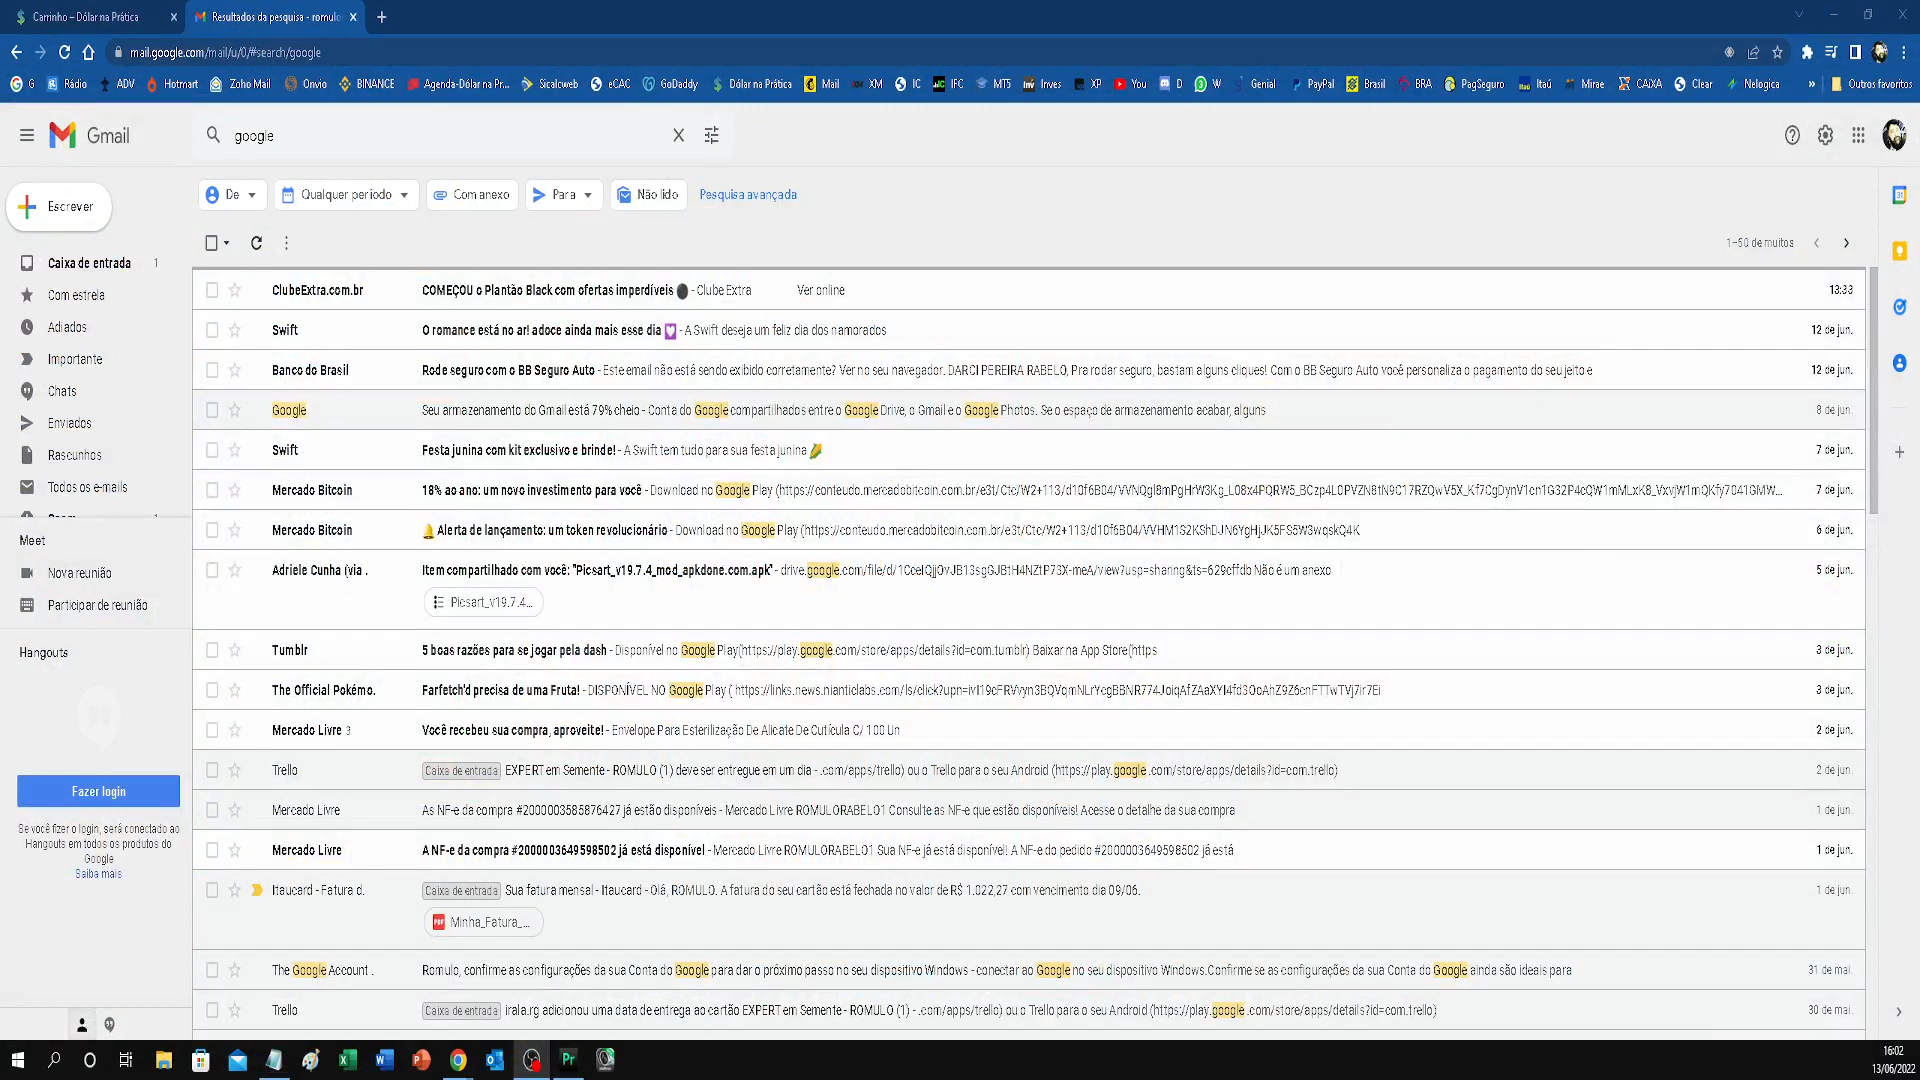 Carrinho – Dólar na Prática
Resultados da pesquisa - romulo
mail.google.com/mail/u/0/#search/google
G Rádio ADV Hotmart Zoho Mail Onvio BINANCE Agenda-Dólar na Pr... Sicalcweb eCAC GoDaddy Dólar na Prática Mail XM IC IFC MT5 Inves XP You D W Genial PayPal Brasil BRA PagSeguro Itaú Mirae CAIXA Clear Nelogica » Outros favoritos
Gmail
google
De Qualquer período Com anexo Para Não lido Pesquisa avançada
Escrever
1–50 de muitos
Caixa de entrada 1
Com estrela
Adiados
Importante
Chats
Enviados
Rascunhos
Todos os e-mails
Meet
Nova reunião
Participar de reunião
Hangouts
Fazer login
Se você fizer o login, será conectado ao
Hangouts em todos os produtos do
Google
Saiba mais
ClubeExtra.com.br COMEÇOU o Plantão Black com ofertas imperdíveis ⚫ - Clube Extra Ver online 13:33
Swift O romance está no ar! adoce ainda mais esse dia 💟 - A Swift deseja um feliz dia dos namorados 12 de jun.
Banco do Brasil Rode seguro com o BB Seguro Auto - Este email não está sendo exibido corretamente? Ver no seu navegador. DARCI PEREIRA RABELO, Pra rodar seguro, bastam alguns cliques! Com o BB Seguro Auto você personaliza o pagamento do seu jeito e 12 de jun.
Google Seu armazenamento do Gmail está 79% cheio - Conta do Google compartilhados entre o Google Drive, o Gmail e o Google Photos. Se o espaço de armazenamento acabar, alguns 8 de jun.
Swift Festa junina com kit exclusivo e brinde! - A Swift tem tudo para sua festa junina 🌽 7 de jun.
Mercado Bitcoin 18% ao ano: um novo investimento para você - Download no Google Play 7 de jun.
Mercado Bitcoin 🔔 Alerta de lançamento: um token revolucionário - Download no Google Play 6 de jun.
Adriele Cunha (via . Item compartilhado com você: "Picsart_v19.7.4_mod_apkdone.com.apk" - Não é um anexo 5 de jun.
Picsart_v19.7.4...
Tumblr 5 boas razões para se jogar pela dash - Disponível no Google Play(https://play.google.com/store/apps/details?id=com.tumblr) Baixar na App Store(https 3 de jun.
The Official Pokémo. Farfetch'd precisa de uma Fruta! - DISPONÍVEL NO Google Play 3 de jun.
Mercado Livre 3 Você recebeu sua compra, aproveite! - Envelope Para Esterilização De Alicate De Cutícula C/ 100 Un 2 de jun.
Trello Caixa de entrada EXPERT em Semente - ROMULO (1) deve ser entregue em um dia - .com/apps/trello) ou o Trello para o seu Android (https://play.google .com/store/apps/details?id=com.trello) 2 de jun.
Mercado Livre As NF-e da compra #2000003585876427 já estão disponíveis - Mercado Livre ROMULORABELO1 Consulte as NF-e que estão disponíveis! Acesse o detalhe da sua compra 1 de jun.
Mercado Livre A NF-e da compra #2000003649598502 já está disponível - Mercado Livre ROMULORABELO1 Sua NF-e já está disponível! A NF-e do pedido #2000003649598502 já está 1 de jun.
Itaucard - Fatura d. Caixa de entrada Sua fatura mensal - Itaucard - Olá, ROMULO. A fatura do seu cartão está fechada no valor de R$ 1.022,27 com vencimento dia 09/06. 1 de jun.
PDF Minha_Fatura_...
The Google Account . Romulo, confirme as configurações da sua Conta do Google para dar o próximo passo no seu dispositivo Windows - conectar ao Google no seu dispositivo Windows.Confirme se as configurações da sua Conta do Google ainda são ideais para 31 de mai.
Trello Caixa de entrada irala.rg adicionou uma data de entrega ao cartão EXPERT em Semente - ROMULO (1) - .com/apps/trello) ou o Trello para o seu Android (https://play.google .com/store/apps/details?id=com.trello) 30 de mai.
16:02
13/06/2022